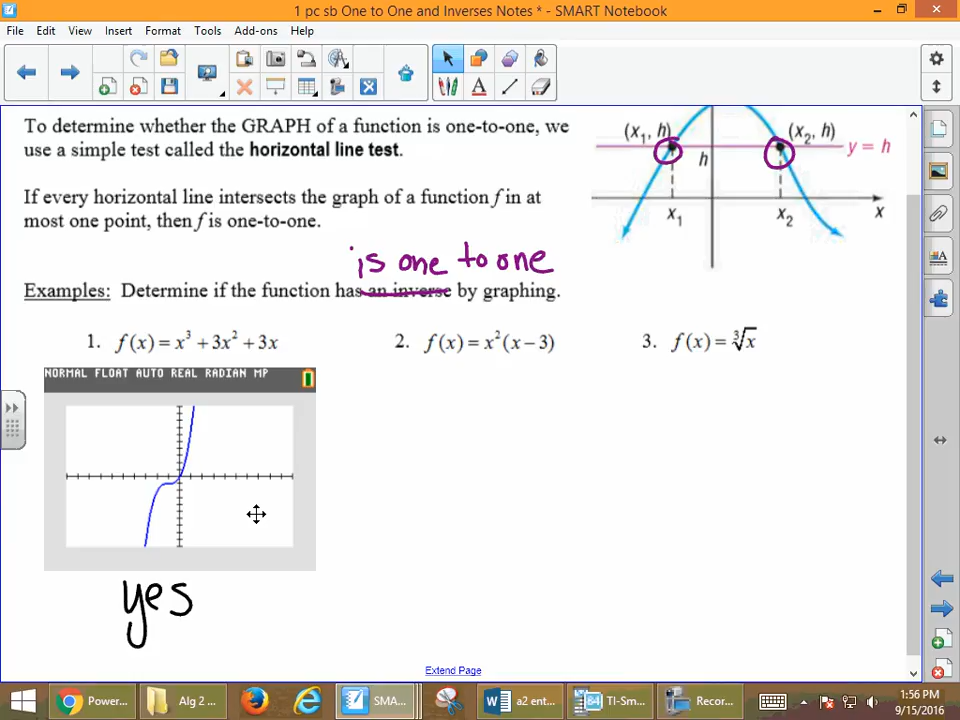 1 pc sb One to One and Inverses Notes * - SMART Notebook
File Edit View Insert Format Tools Add-ons Help
To determine whether the GRAPH of a function is one-to-one, we
use a simple test called the horizontal line test.
If every horizontal line intersects the graph of a function f in at
most one point, then f is one-to-one.
(x₁, h) (x₂, h)
h y = h
x₁ x₂ x
is one to one
Examples: Determine if the function has an inverse by graphing.
1. f(x) = x³ + 3x² + 3x 2. f(x) = x²(x − 3) 3. f(x) = ∛x
NORMAL FLOAT AUTO REAL RADIAN MP
yes
Extend Page
Power... Alg 2 ... SMA... a2 ent... 84 TI-Sm... Recor...
1:56 PM
9/15/2016